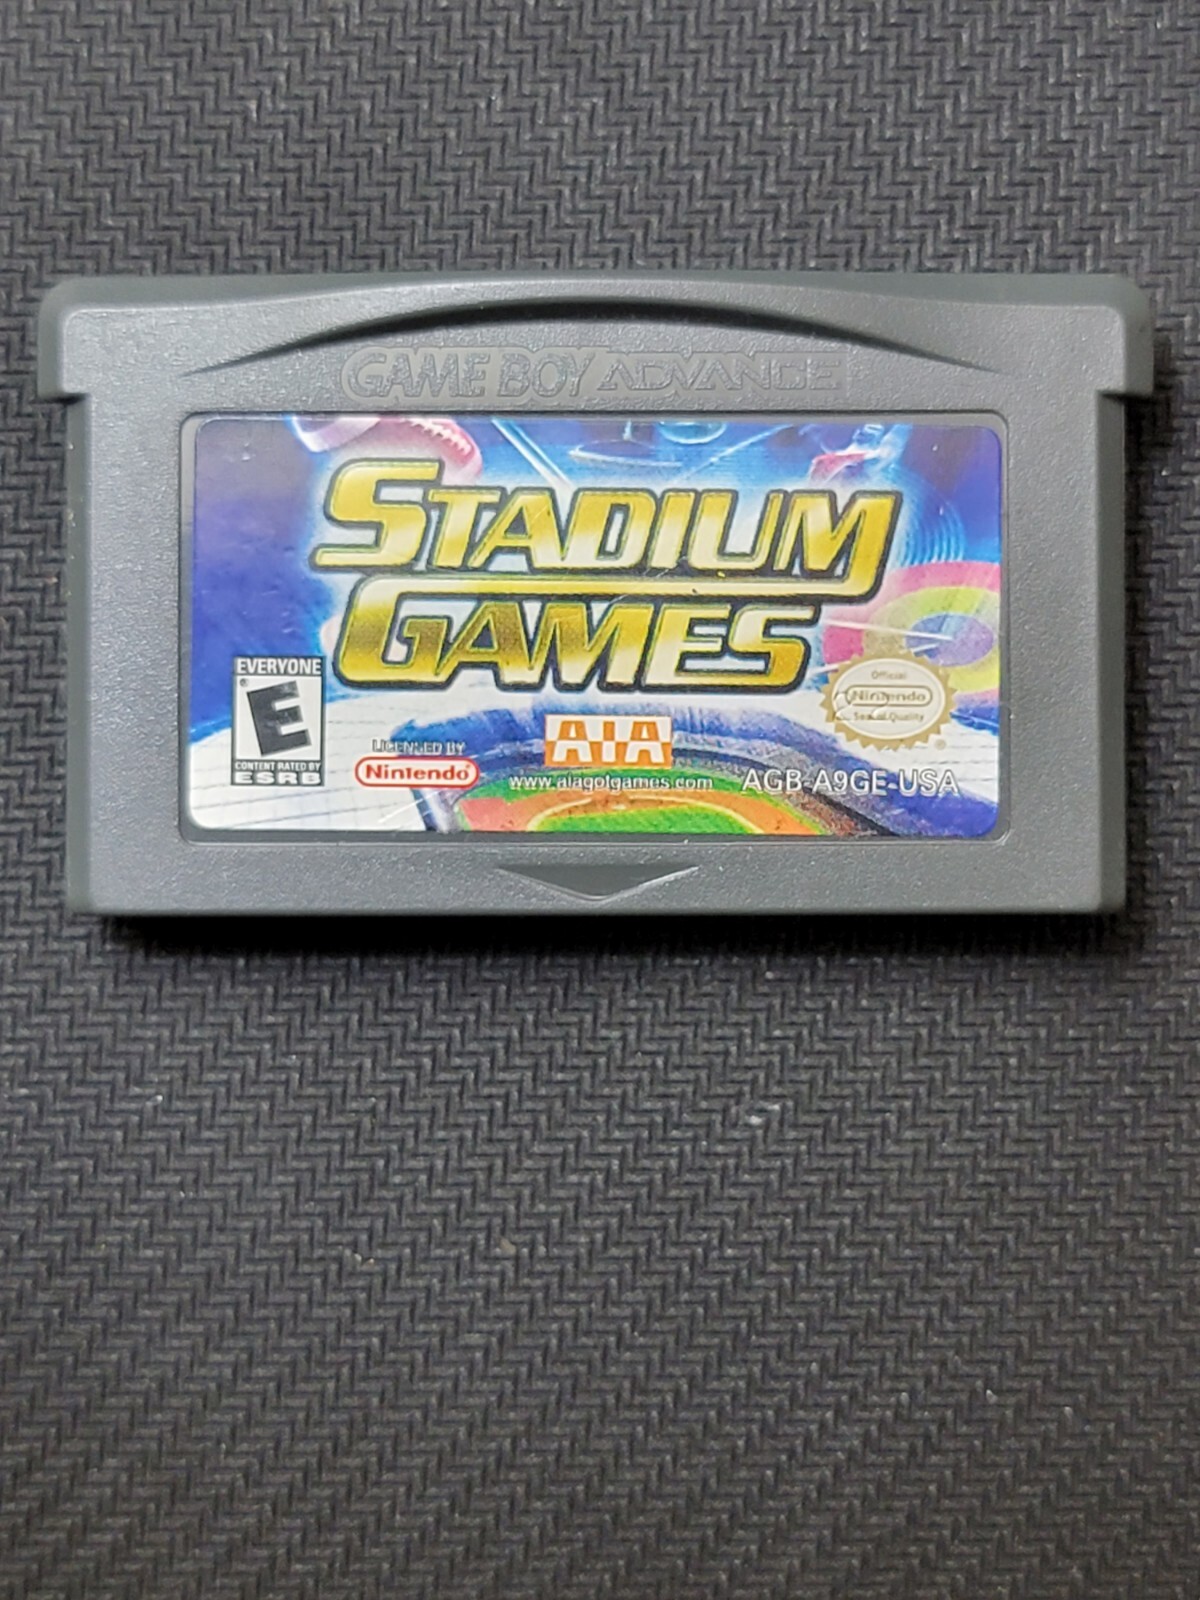 GAME BOY ADVANCE
STADIUM
GAMES
EVERYONE
E
CONTENT RATED BY
ESRB
LICENSED BY
Nintendo
AIA
www.aiagolgames.com
Official
Nintendo
Seal of Quality
AGB-A9GE-USA